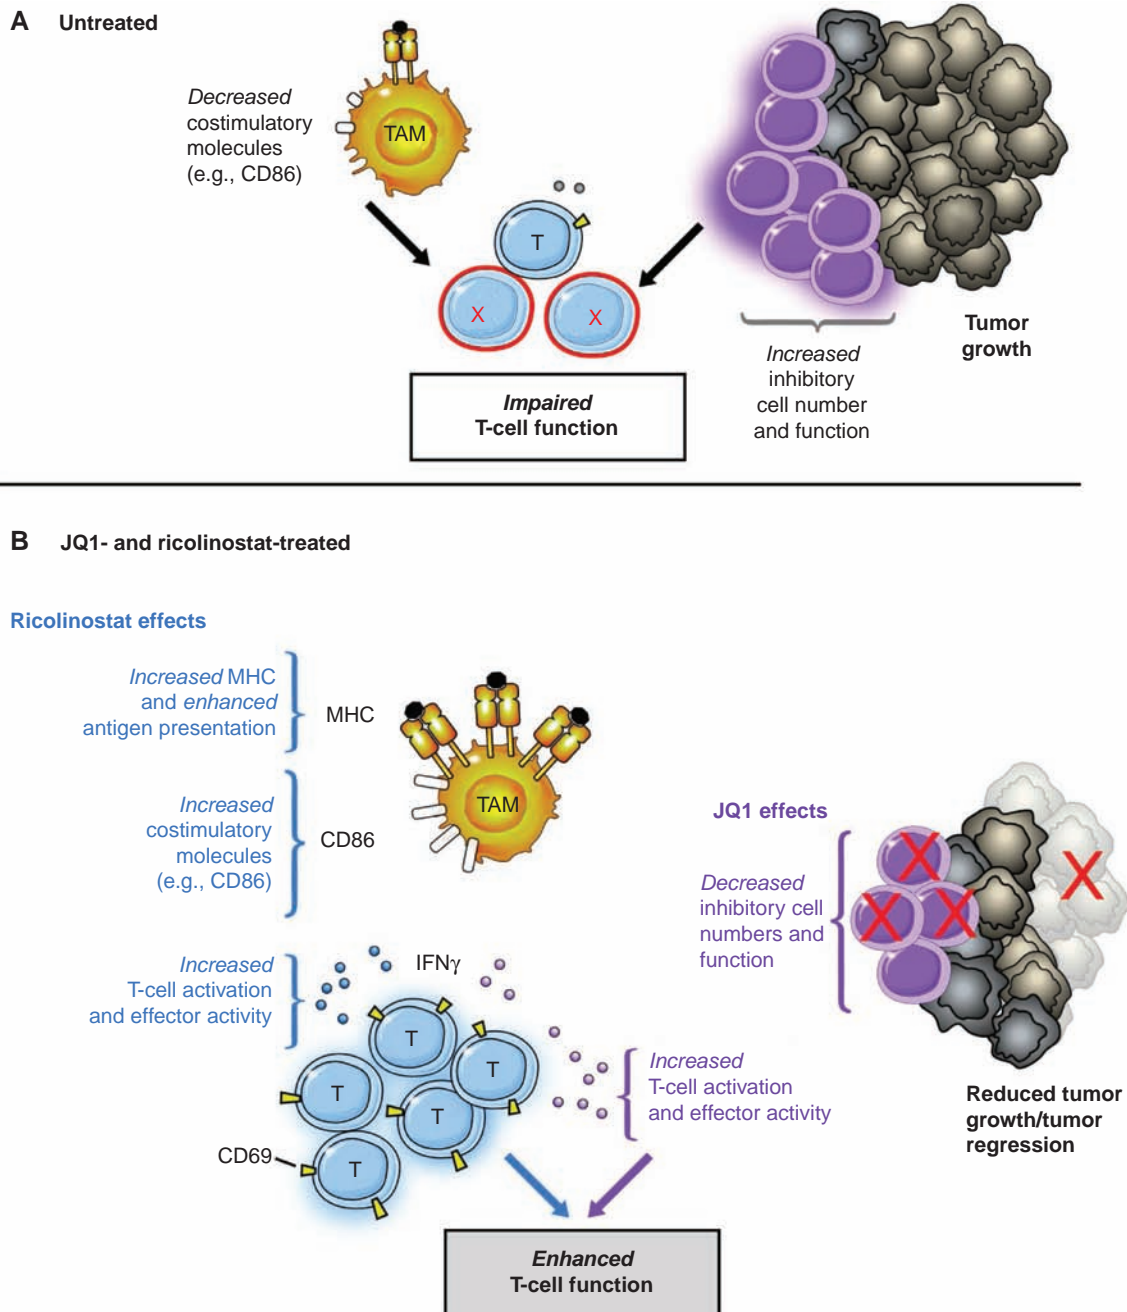 A Untreated
Decreased
costimulatory
molecules
(e.g., CD86)
TAM
T
X
X
Impaired
T-cell function
Increased
inhibitory
cell number
and function
Tumor
growth
B JQ1- and ricolinostat-treated
Ricolinostat effects
Increased MHC
and enhanced
antigen presentation
MHC
Increased
costimulatory
molecules
(e.g., CD86)
CD86
TAM
JQ1 effects
Decreased
inhibitory cell
numbers and
function
X
X
X
X
Reduced tumor
growth/tumor
regression
Increased
T-cell activation
and effector activity
IFNγ
T
T
T
T
T
CD69
Increased
T-cell activation
and effector activity
Enhanced
T-cell function